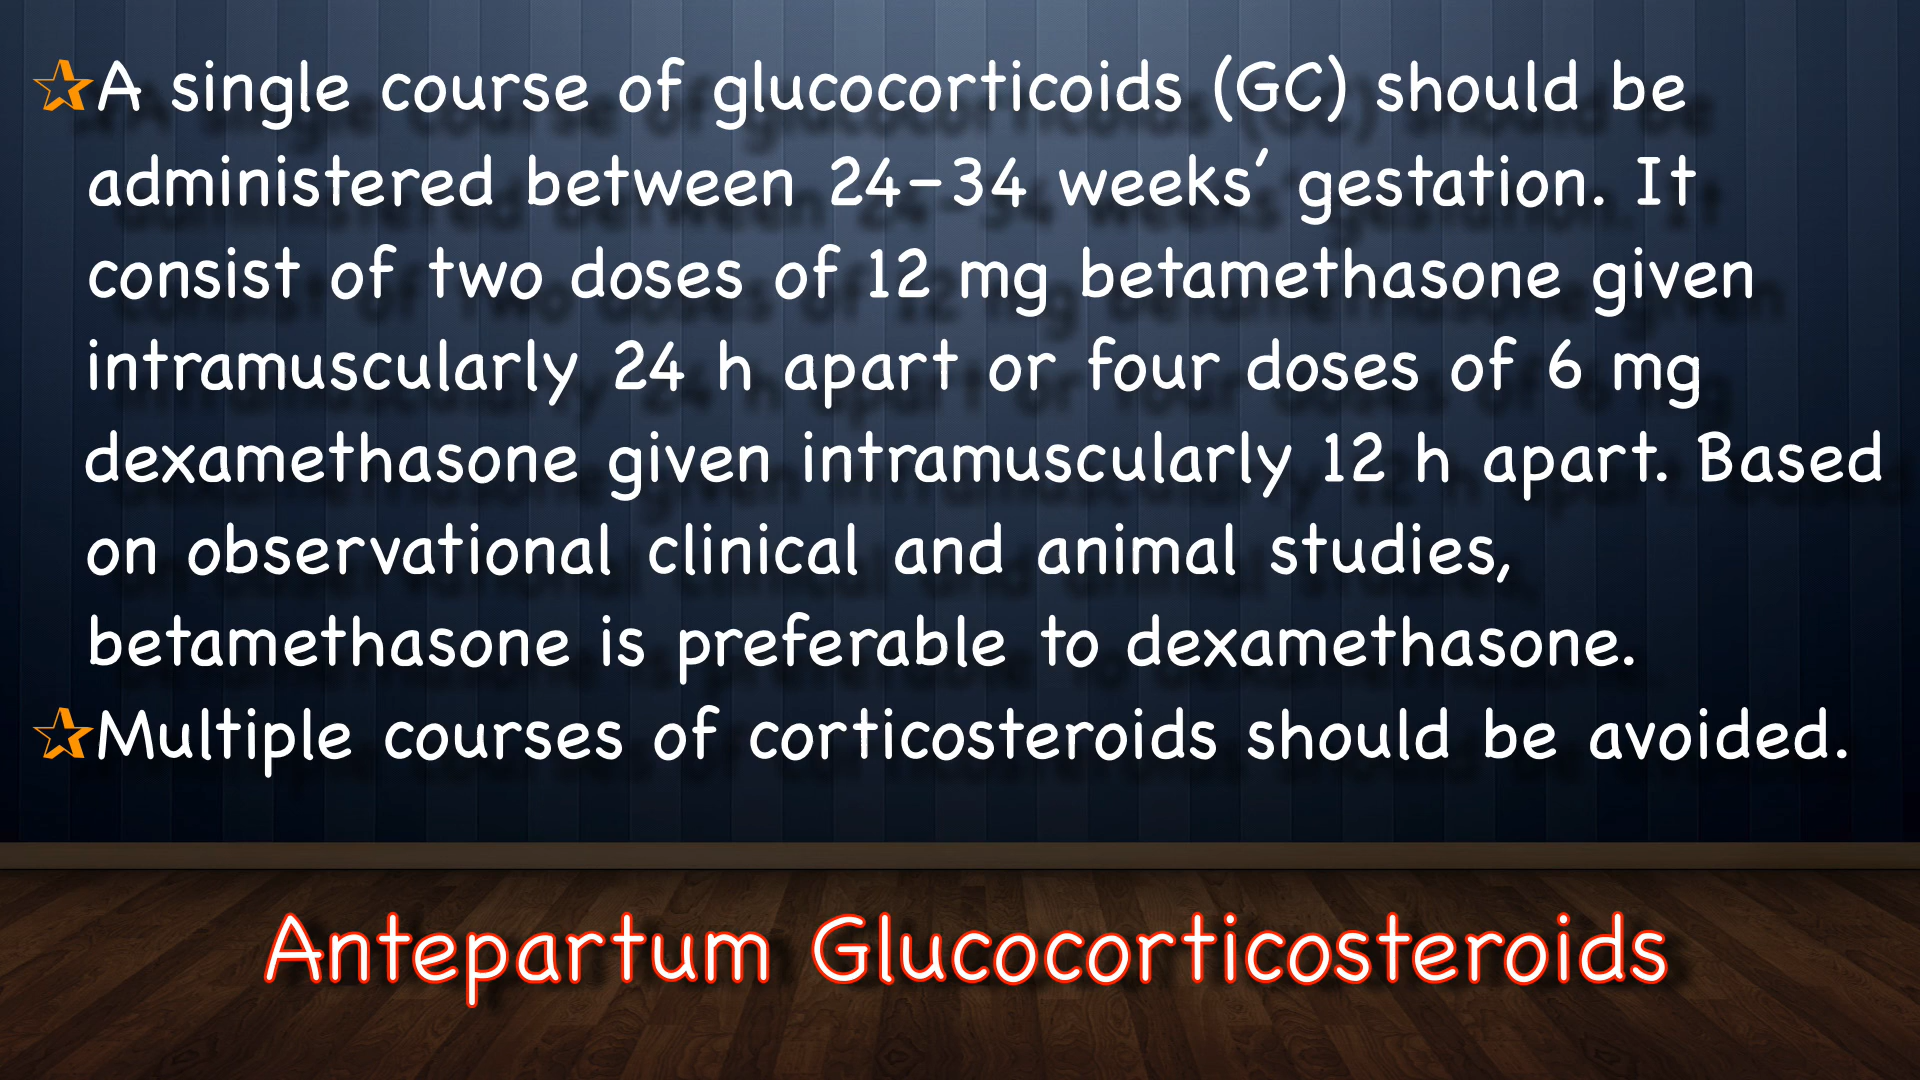 ☆A single course of glucocorticoids (GC) should be
administered between 24–34 weeks’ gestation. It
consist of two doses of 12 mg betamethasone given
intramuscularly 24 h apart or four doses of 6 mg
dexamethasone given intramuscularly 12 h apart. Based
on observational clinical and animal studies,
betamethasone is preferable to dexamethasone.
☆Multiple courses of corticosteroids should be avoided.
Antepartum Glucocorticosteroids